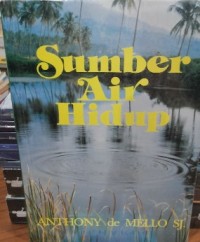 Sumber
Air
Hidup
ANTHONY de MELLO SJ